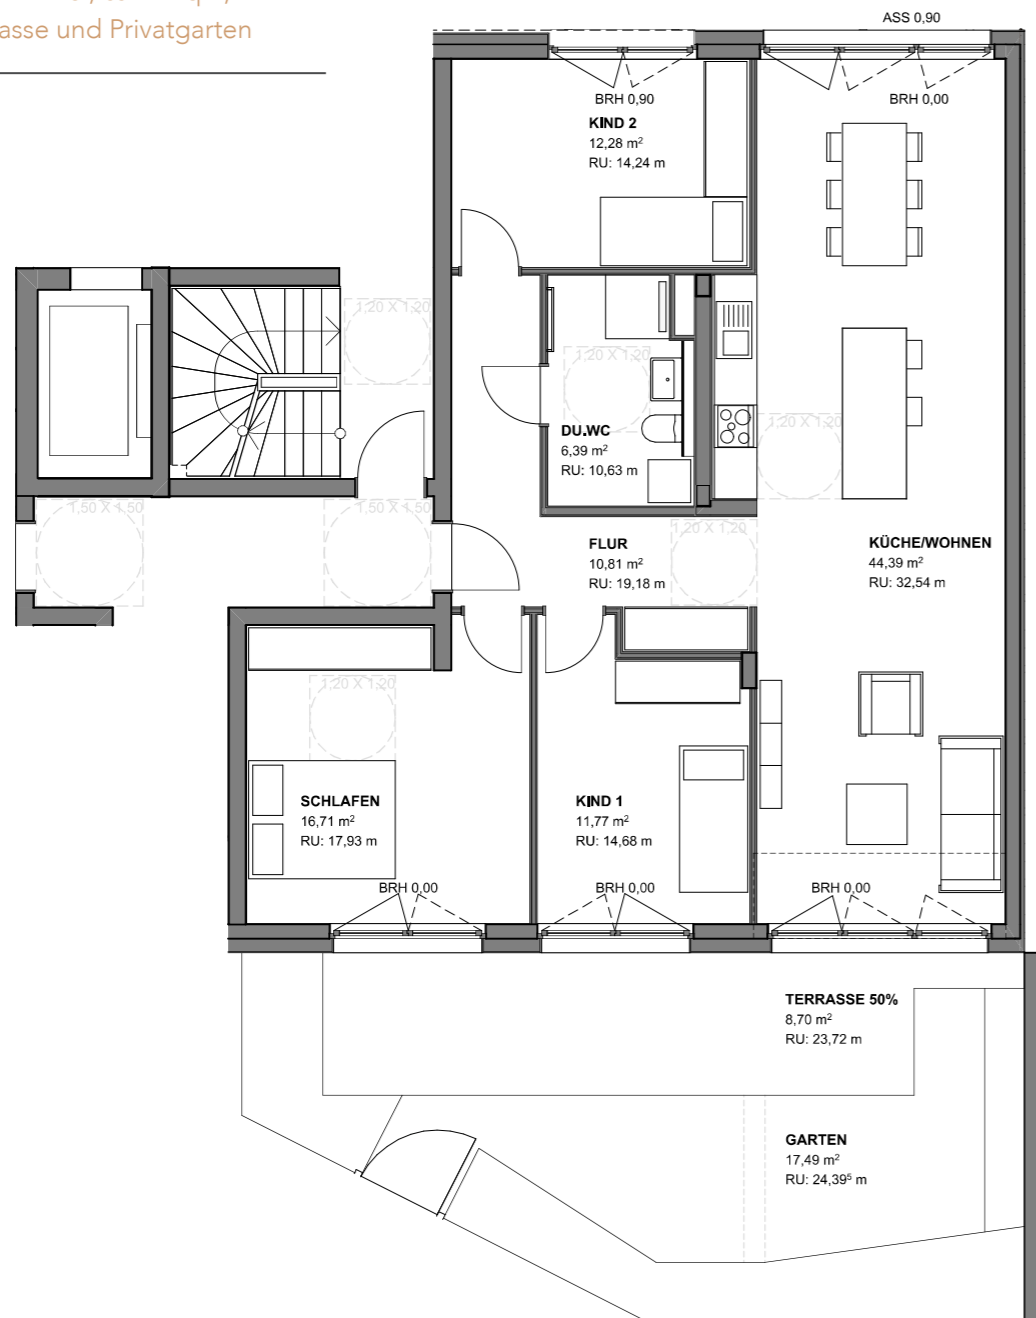 asse und Privatgarten
ASS 0,90
BRH 0,90
BRH 0,00
KIND 2
12,28 m²
RU: 14,24 m
1,20 X 1,20
1,20 X 1,20
DU.WC
6,39 m²
RU: 10,63 m
1,20 X 1,20
1,50 X 1,50
1,50 X 1,50
1,20 X 1,20
FLUR
10,81 m²
RU: 19,18 m
KÜCHE/WOHNEN
44,39 m²
RU: 32,54 m
1,20 X 1,20
SCHLAFEN
16,71 m²
RU: 17,93 m
KIND 1
11,77 m²
RU: 14,68 m
BRH 0,00
BRH 0,00
BRH 0,00
TERRASSE 50%
8,70 m²
RU: 23,72 m
GARTEN
17,49 m²
RU: 24,39⁵ m